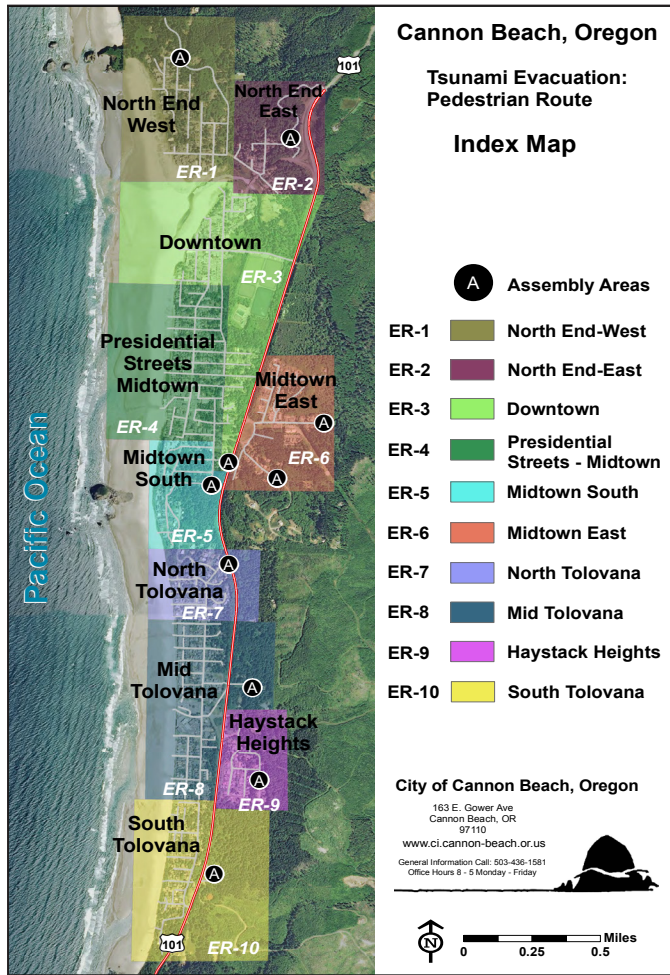 Cannon Beach, Oregon
Tsunami Evacuation:
Pedestrian Route
Index Map
A
Assembly Areas
ER-1
North End-West
ER-2
North End-East
ER-3
Downtown
ER-4
Presidential
Streets - Midtown
ER-5
Midtown South
ER-6
Midtown East
ER-7
North Tolovana
ER-8
Mid Tolovana
ER-9
Haystack Heights
ER-10
South Tolovana
City of Cannon Beach, Oregon
163 E. Gower Ave
Cannon Beach, OR
97110
www.ci.cannon-beach.or.us
General Information Call: 503-436-1581
Office Hours 8 - 5 Monday - Friday
N
0
0.25
0.5
Miles
A
101
North End
West
North End
East
A
ER-1
ER-2
Downtown
ER-3
Presidential
Streets
Midtown
Midtown
East
A
ER-4
Midtown
South
A
ER-6
A
A
ER-5
Pacific Ocean
North
Tolovana
A
ER-7
Mid
Tolovana
A
Haystack
Heights
A
ER-8
ER-9
South
Tolovana
A
101
ER-10